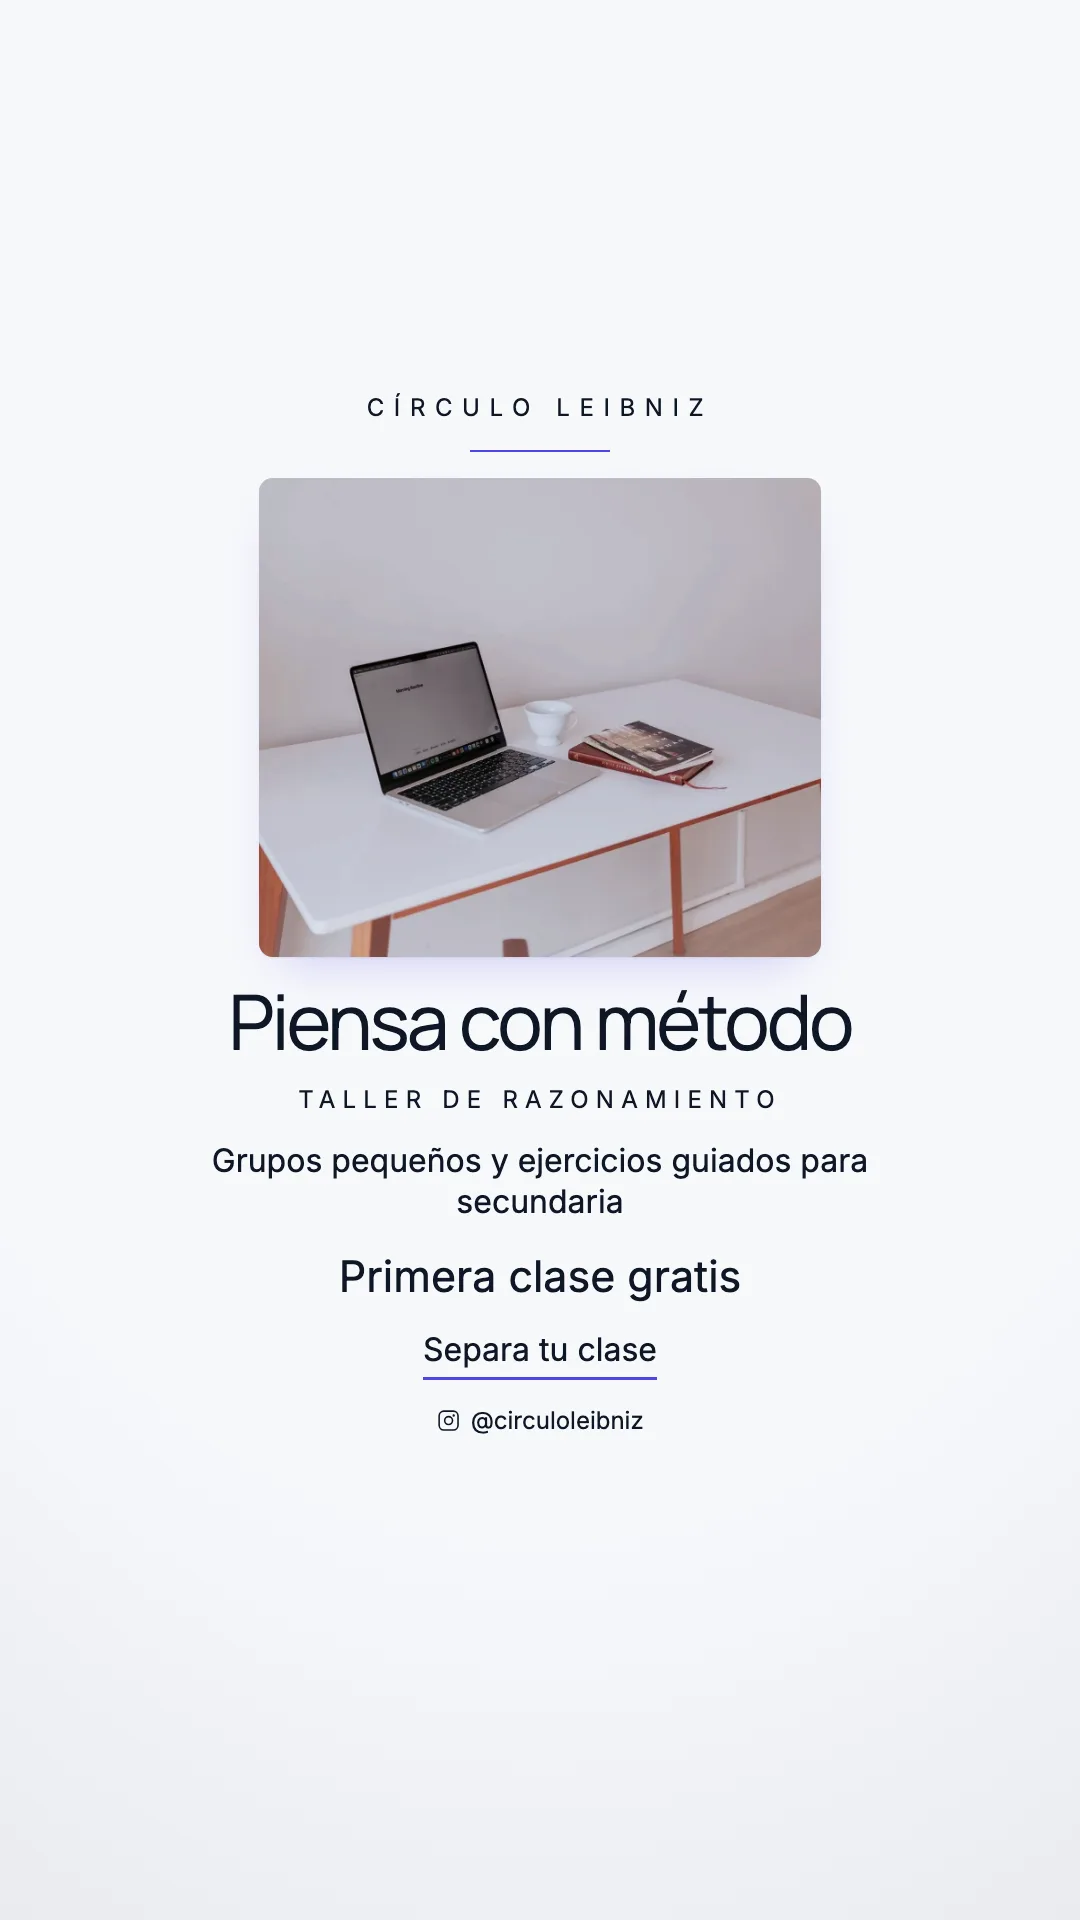 CÍRCULO LEIBNIZ
Piensa con método
TALLER DE RAZONAMIENTO
Grupos pequeños y ejercicios guiados para
secundaria
Primera clase gratis
Separa tu clase
@circuloleibniz